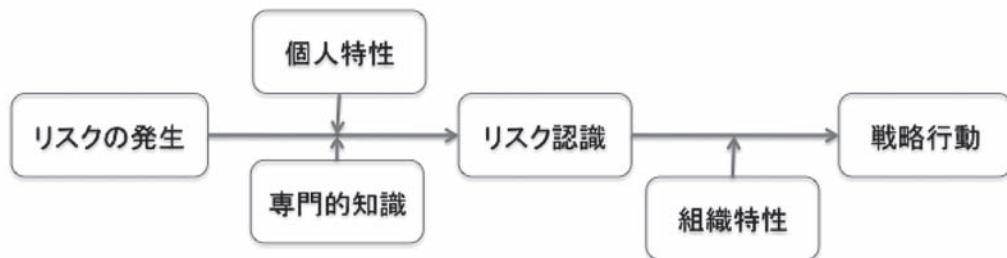 個人特性
リスクの発生
リスク認識
戦略行動
専門的知識
組織特性